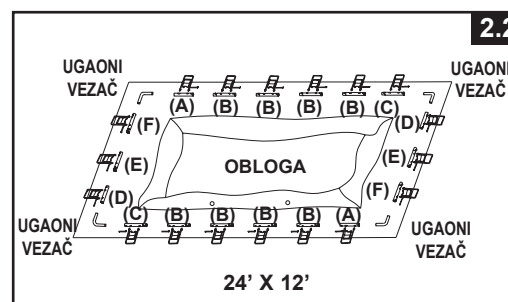 2.2
UGAONI
VEZAČ
UGAONI
VEZAČ
(A) (B) (B) (B) (B) (C)
(F) (D)
(E) OBLOGA (E)
(D) (F)
(C) (B) (B) (B) (B) (A)
UGAONI
VEZAČ
UGAONI
VEZAČ
24' X 12'